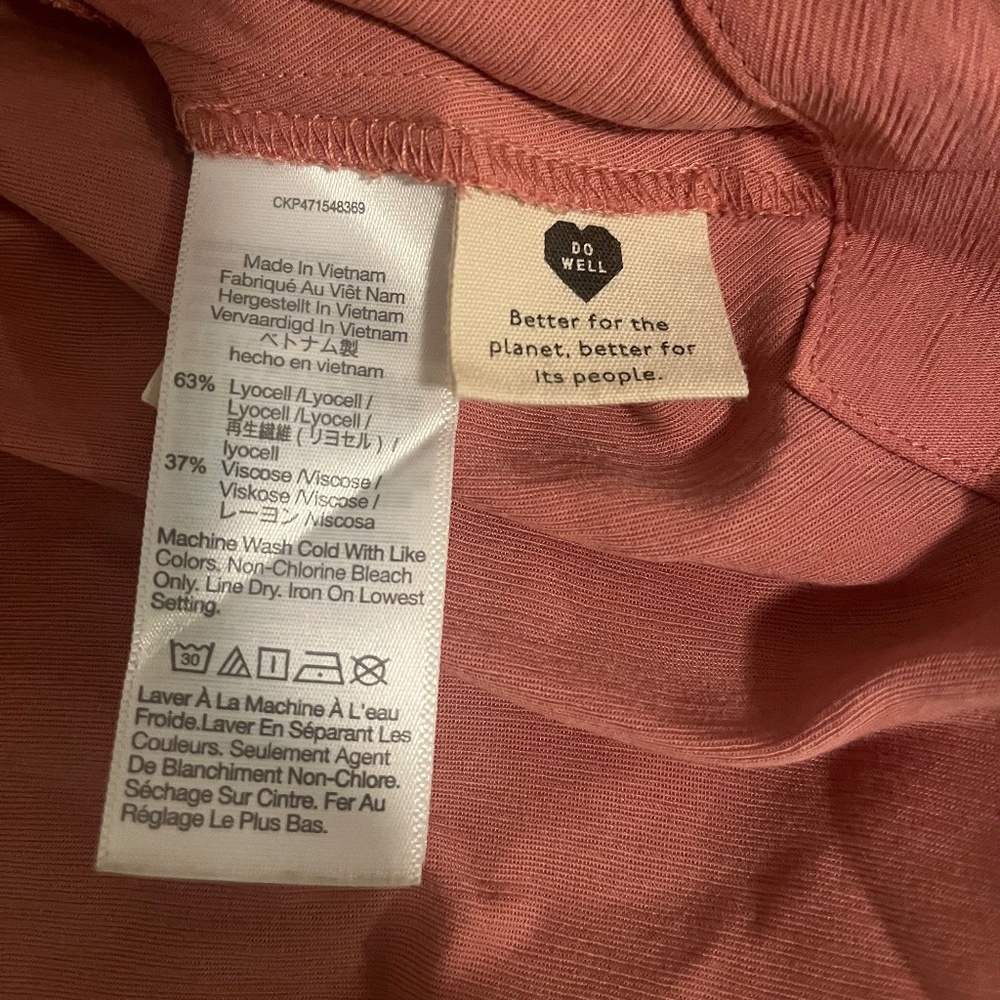 CKP471548369
Made In Vietnam
Fabriqué Au Viêt Nam
Hergestellt In Vietnam
Vervaardigd In Vietnam
ベトナム製
hecho en vietnam
63% Lyocell /Lyocell /
Lyocell /Lyocell /
再生繊維 ( リヨセル ) /
lyocell
37% Viscose /Viscose /
Viskose /Viscose /
レーヨン /viscosa
Machine Wash Cold With Like
Colors. Non-Chlorine Bleach
Only. Line Dry. Iron On Lowest
Setting.
30
Laver À La Machine À L'eau
Froide.Laver En Séparant Les
Couleurs. Seulement Agent
De Blanchiment Non-Chlore.
Séchage Sur Cintre. Fer Au
Réglage Le Plus Bas.
DO
WELL
Better for the
planet, better for
its people.